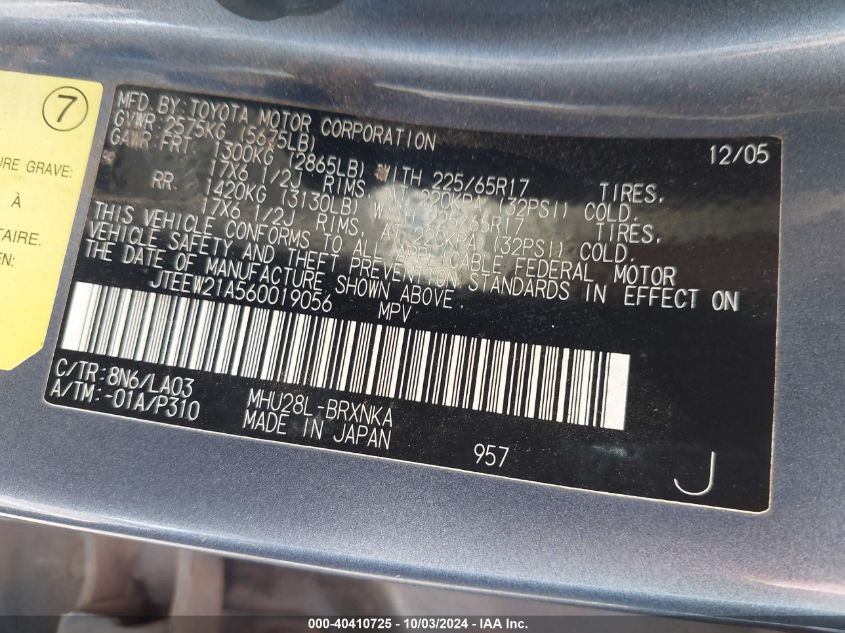 7
URE GRAVE:
À
TAIRE.
EN:
MFD. BY: TOYOTA MOTOR CORPORATION 12/05
GVWR: 2575KG (5675LB)
GAWR: FRT: 1300KG (2865LB) WITH 225/65R17 TIRES,
17X6 1/2J RIMS, AT 220KPA (32PSI) COLD.
RR: 1420KG (3130LB) WITH 225/65R17 TIRES,
17X6 1/2J RIMS, AT 220KPA (32PSI) COLD.
THIS VEHICLE CONFORMS TO ALL APPLICABLE FEDERAL MOTOR
VEHICLE SAFETY AND THEFT PREVENTION STANDARDS IN EFFECT ON
THE DATE OF MANUFACTURE SHOWN ABOVE.
JTEEW21A560019056 MPV
C/TR: 8N6/LA03 MHU28L-BRXNKA
A/TM: -01A/P310 MADE IN JAPAN 957
J
000-40410725 - 10/03/2024 - IAA Inc.